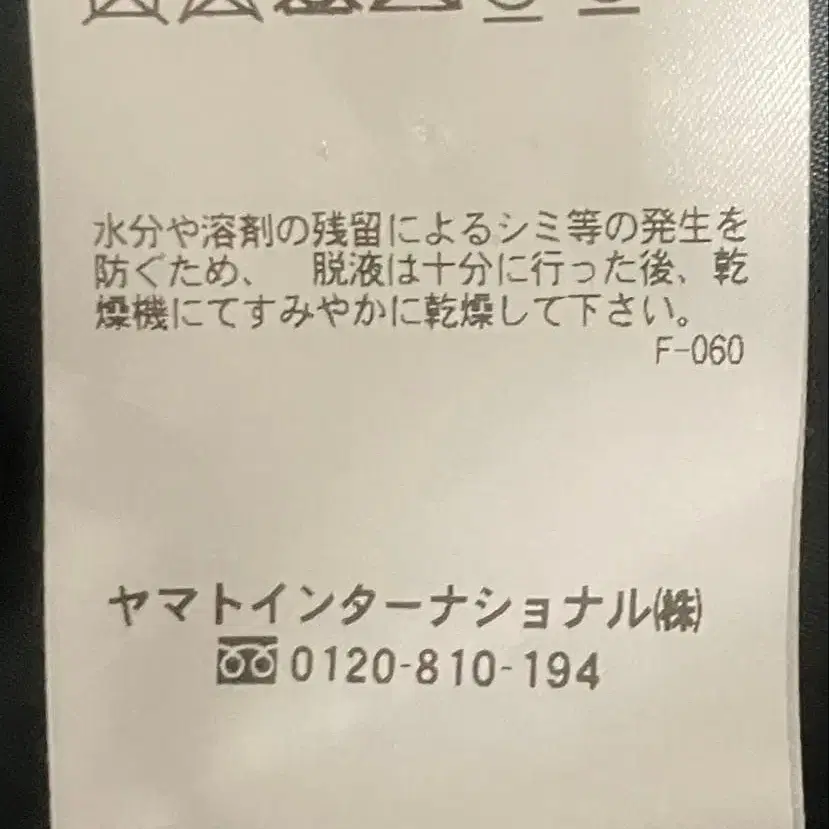 水分や溶剤の残留によるシミ等の発生を
防ぐため、 脱液は十分に行った後、乾
燥機にてすみやかに乾燥して下さい。
F-060
ヤマトインターナショナル㈱
0120-810-194